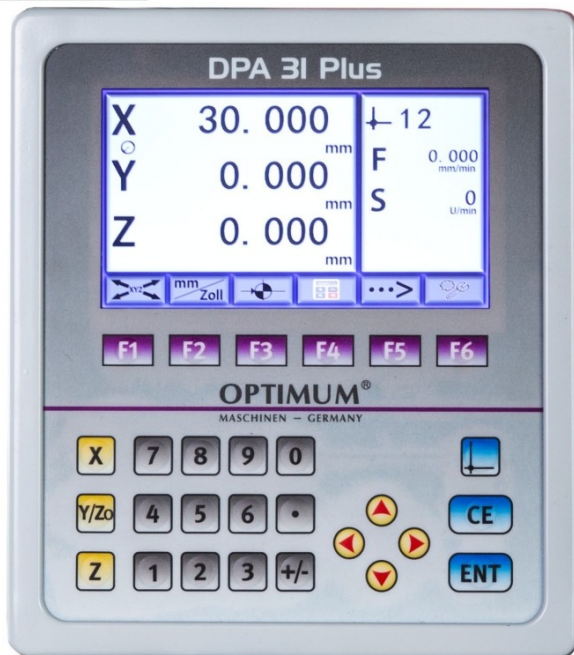 DPA 31 Plus
X 30. 000 mm
Y 0. 000 mm
Z 0. 000 mm
12
F 0. 000 mm/min
S 0 U/min
XYZ mm Zoll ···>
F1 F2 F3 F4 F5 F6
OPTIMUM®
MASCHINEN – GERMANY
X 7 8 9 0
Y/Zo 4 5 6 • CE
Z 1 2 3 +/- ENT